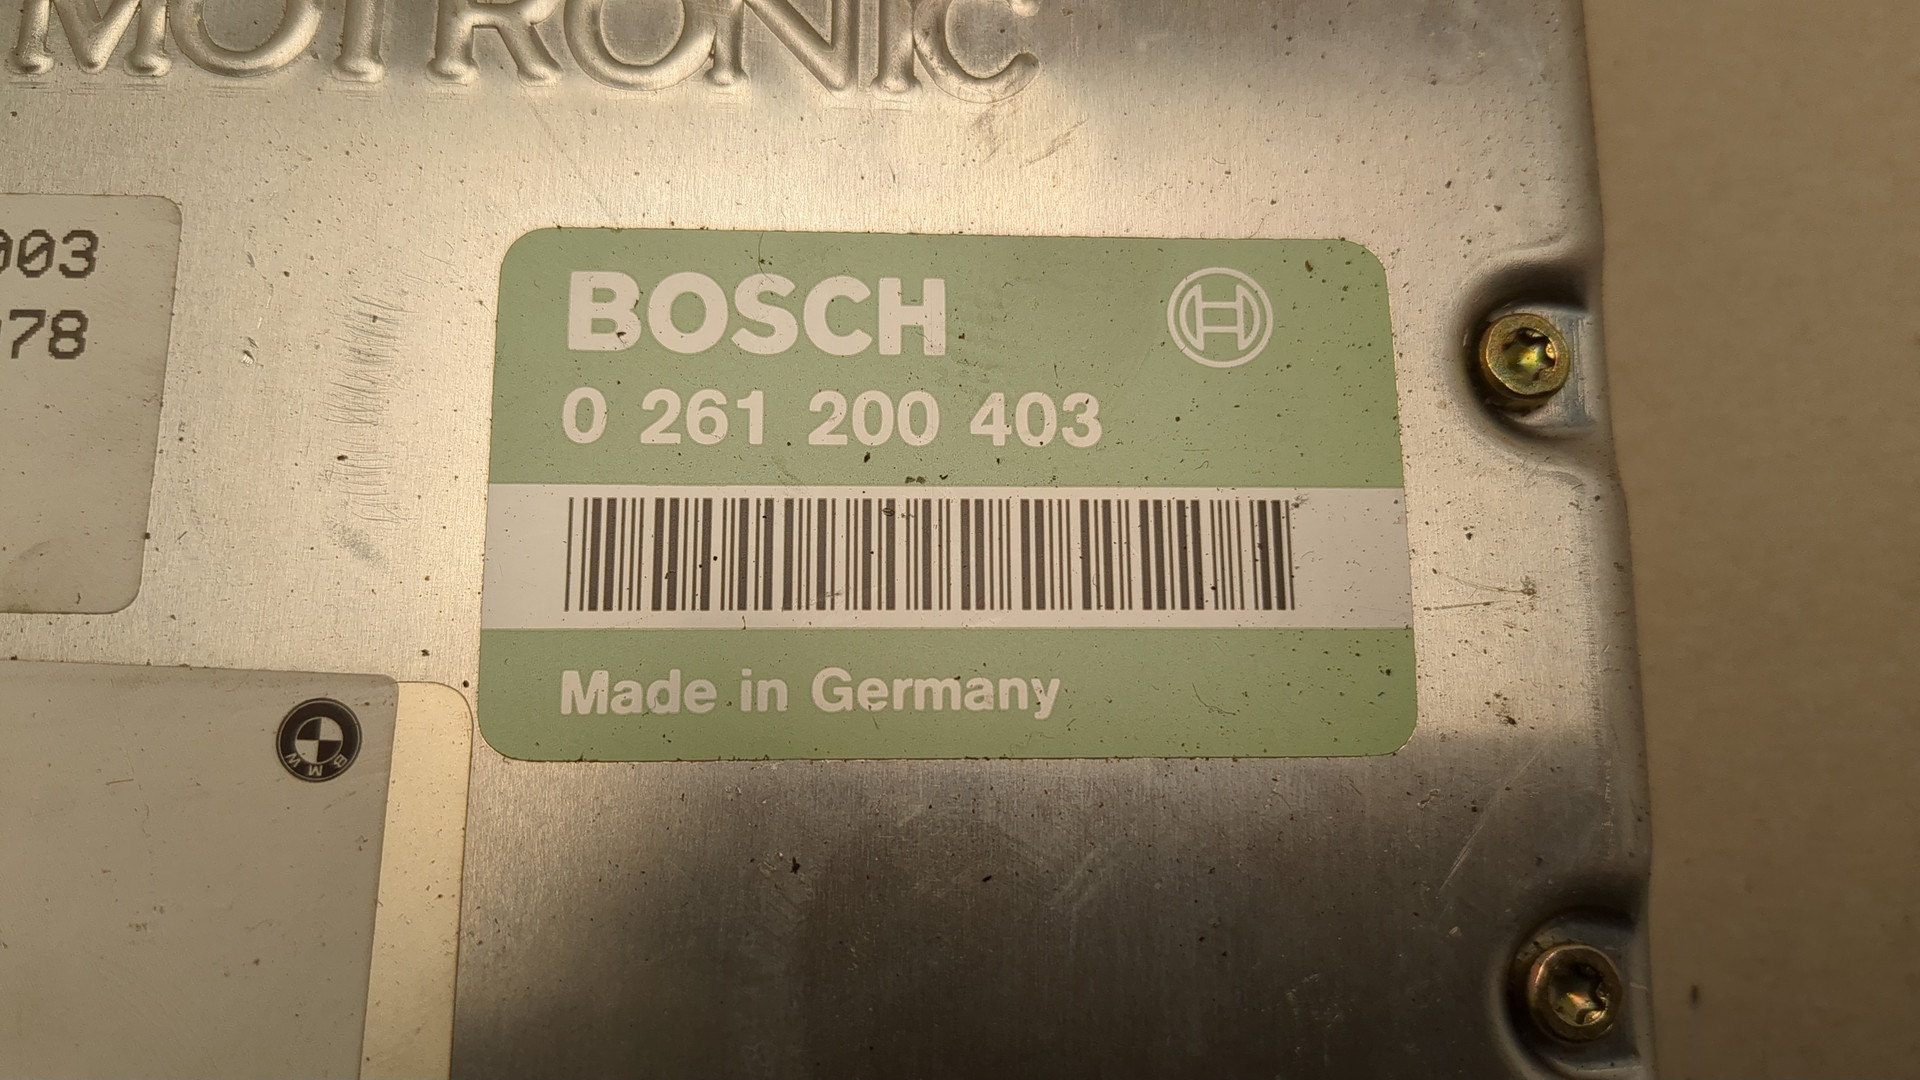 MOTRONIC
003
078
BOSCH
0 261 200 403
Made in Germany
BMW